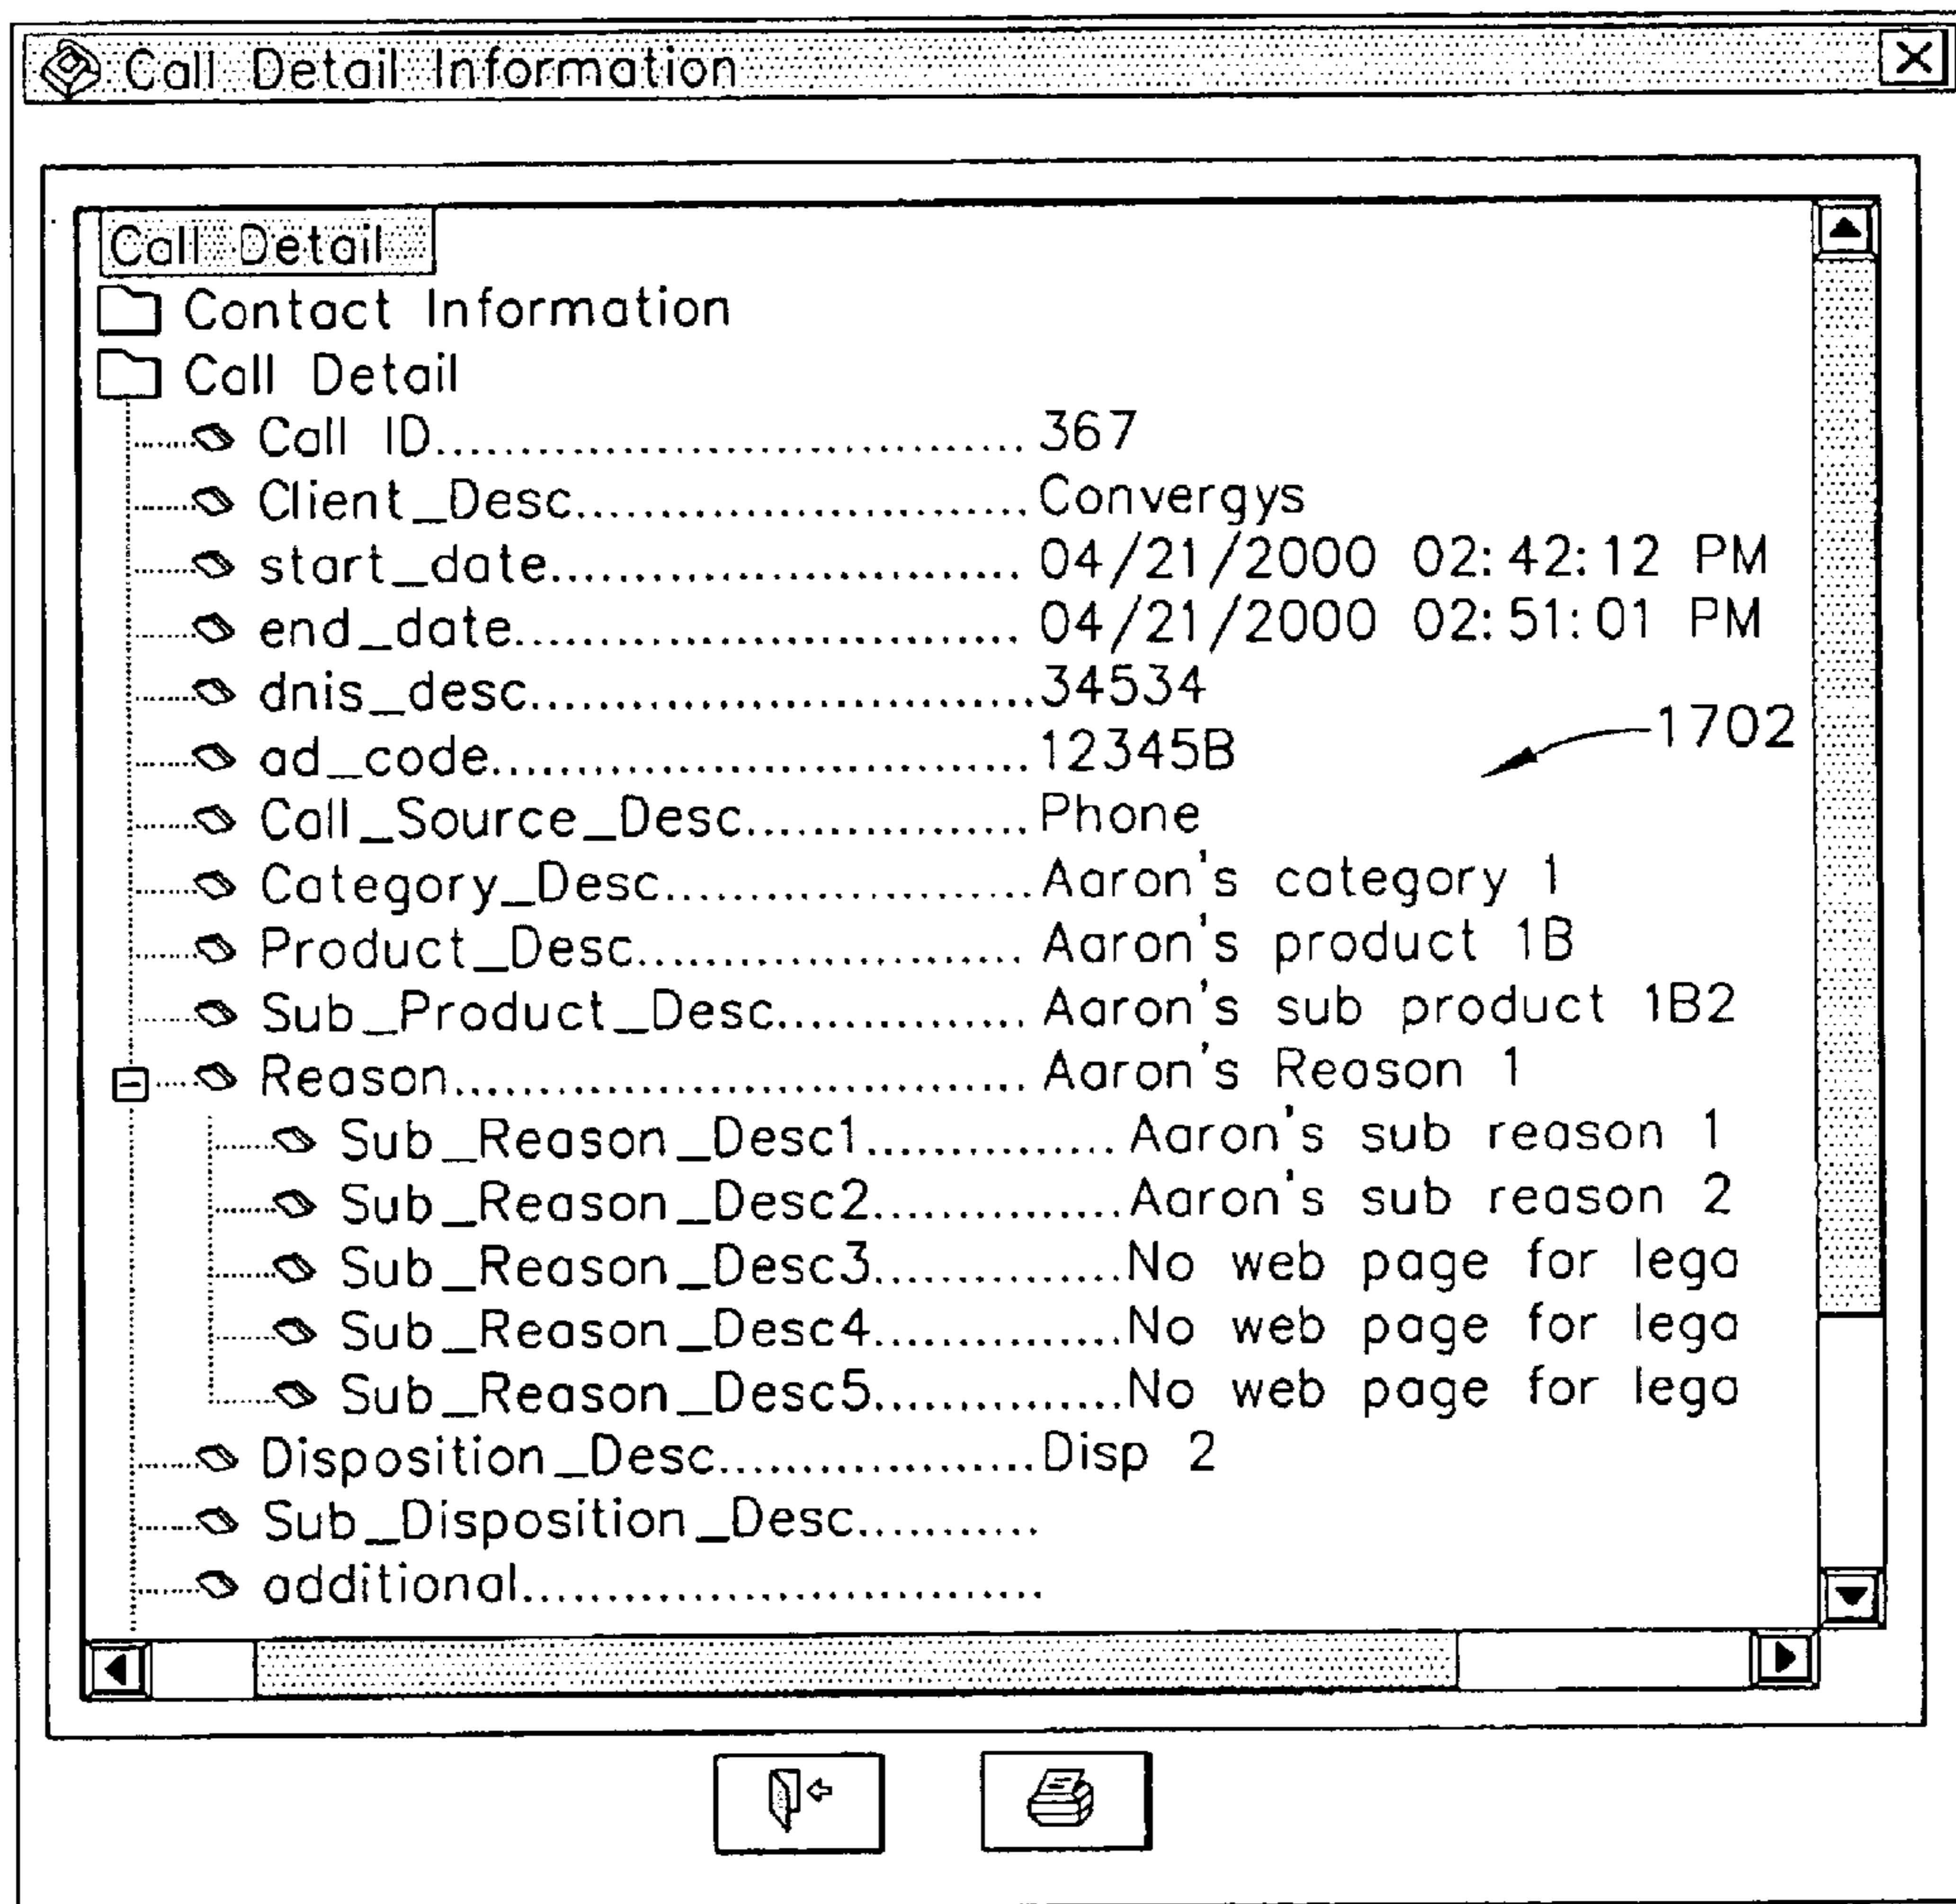 Call Detail Information
Call Detail
Contact Information
Call Detail
Call ID................................... 367
Client_Desc........................... Convergys
start_date............................ 04/21/2000 02:42:12 PM
end_date.............................. 04/21/2000 02:51:01 PM
dnis_desc..............................34534
ad_code................................12345B
1702
Call_Source_Desc.................Phone
Category_Desc......................Aaron's category 1
Product_Desc....................... Aaron's product 1B
Sub_Product_Desc............... Aaron's sub product 1B2
Reason.................................. Aaron's Reason 1
Sub_Reason_Desc1............... Aaron's sub reason 1
Sub_Reason_Desc2...............Aaron's sub reason 2
Sub_Reason_Desc3...............No web page for lega
Sub_Reason_Desc4...............No web page for lega
Sub_Reason_Desc5...............No web page for lega
Disposition_Desc...................Disp 2
Sub_Disposition_Desc...........
additional..............................